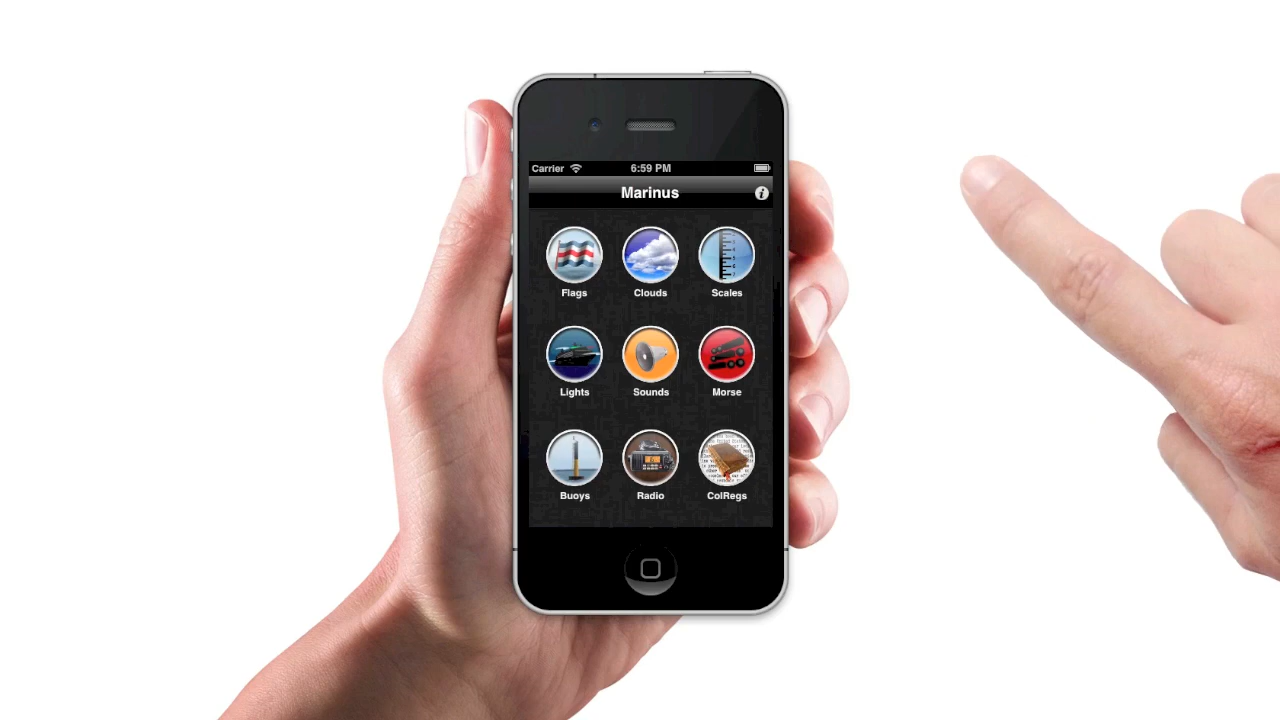 Carrier 6:59 PM
Marinus
Flags Clouds Scales
Lights Sounds Morse
Buoys Radio ColRegs